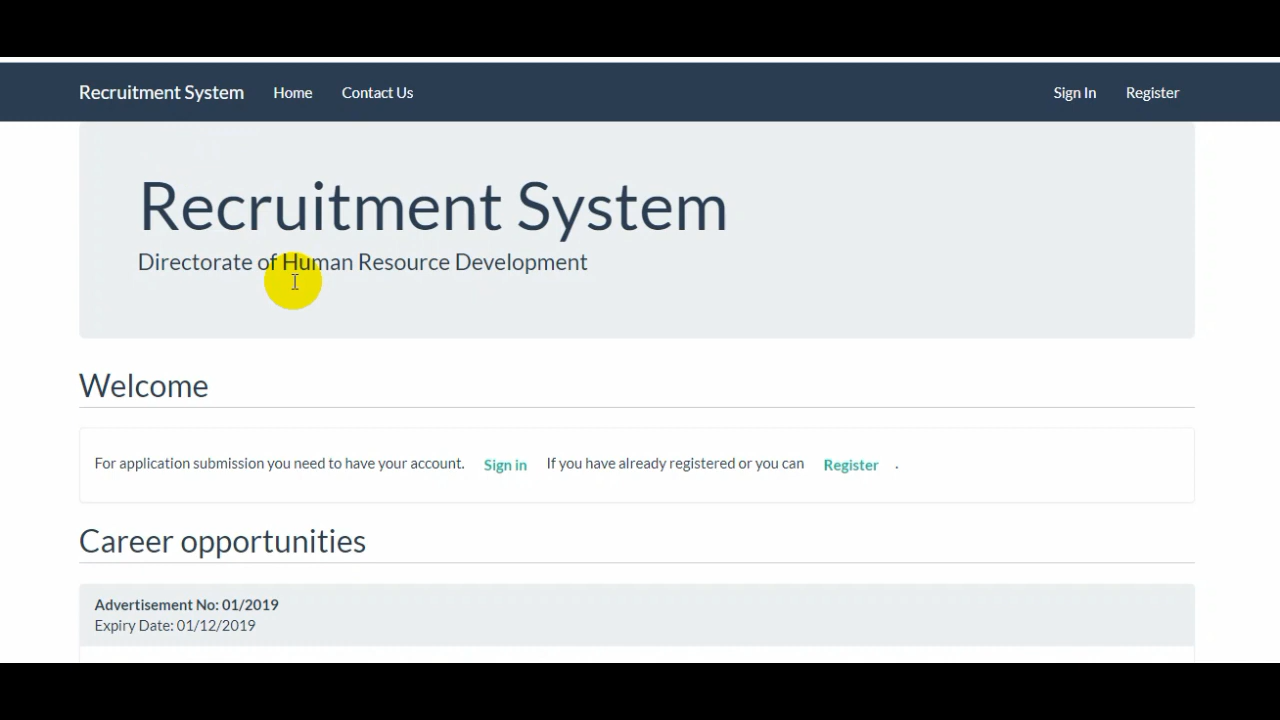 Recruitment System Home Contact Us Sign In Register
Recruitment System
Directorate of Human Resource Development
Welcome
For application submission you need to have your account. Sign in If you have already registered or you can Register .
Career opportunities
Advertisement No: 01/2019
Expiry Date: 01/12/2019